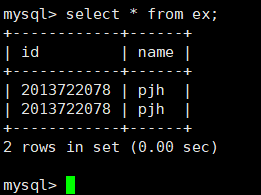 mysql> select * from ex;
+------------+------+
| id         | name |
+------------+------+
| 2013722078 | pjh  |
| 2013722078 | pjh  |
+------------+------+
2 rows in set (0.00 sec)
mysql>